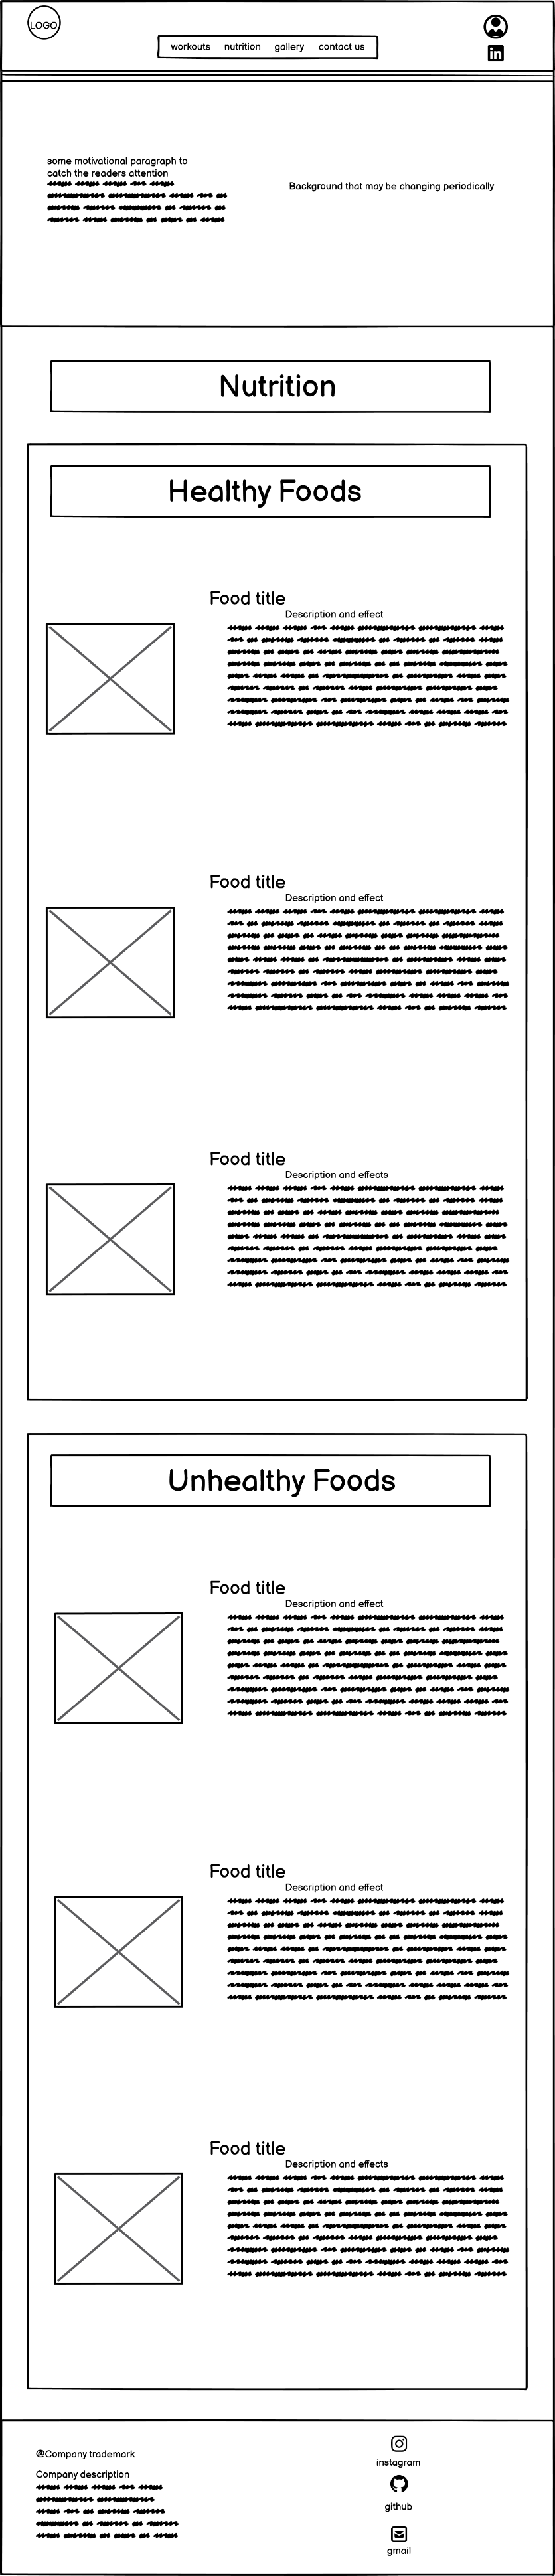 LOGO
workouts nutrition gallery contact us
in
some motivational paragraph to
catch the readers attention
Background that may be changing periodically
Nutrition
Healthy Foods
Food title
Description and effect
Food title
Description and effect
Food title
Description and effects
Unhealthy Foods
Food title
Description and effect
Food title
Description and effect
Food title
Description and effects
@Company trademark
Company description
instagram
github
gmail